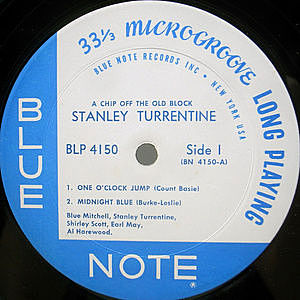 33 1/3 MICROGROOVE LONG PLAYING
BLUE NOTE RECORDS INC • NEW YORK USA
A CHIP OFF THE OLD BLOCK
STANLEY TURRENTINE
BLP 4150 Side 1
(BN 4150-A)
1. ONE O'CLOCK JUMP (Count Basie)
2. MIDNIGHT BLUE (Burke-Leslie)
Blue Mitchell, Stanley Turrentine,
Shirley Scott, Earl May,
Al Harewood.
BLUE
NOTE ®